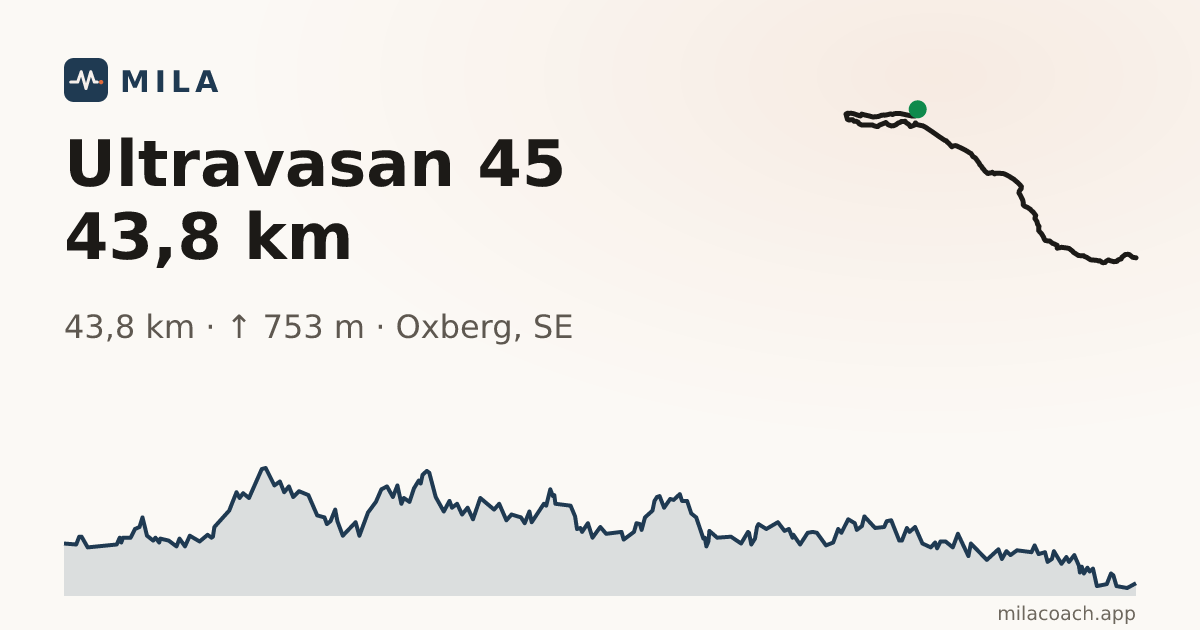 MILA
Ultravasan 45
43,8 km
43,8 km · ↑ 753 m · Oxberg, SE
milacoach.app